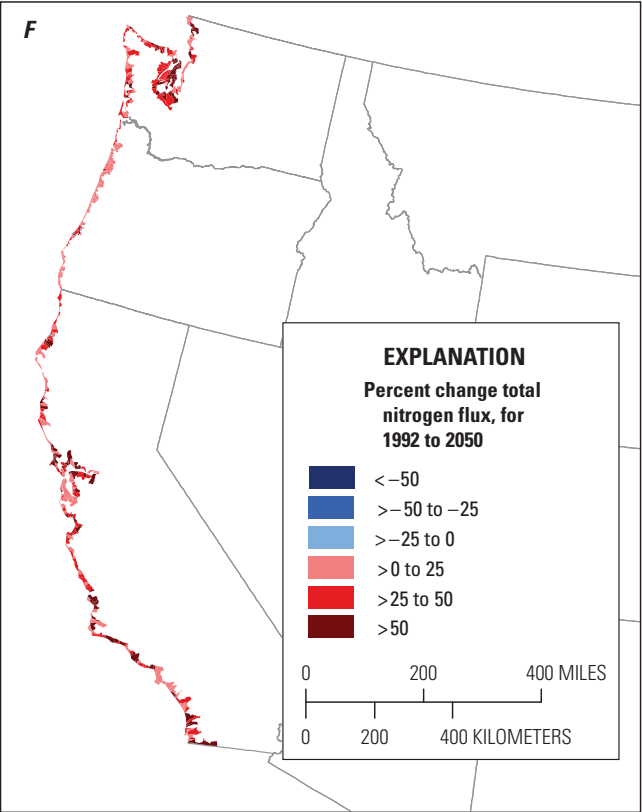 F
EXPLANATION
Percent change total
nitrogen flux, for
1992 to 2050
< –50
>–50 to –25
>–25 to 0
>0 to 25
>25 to 50
>50
0 200 400 MILES
0 200 400 KILOMETERS